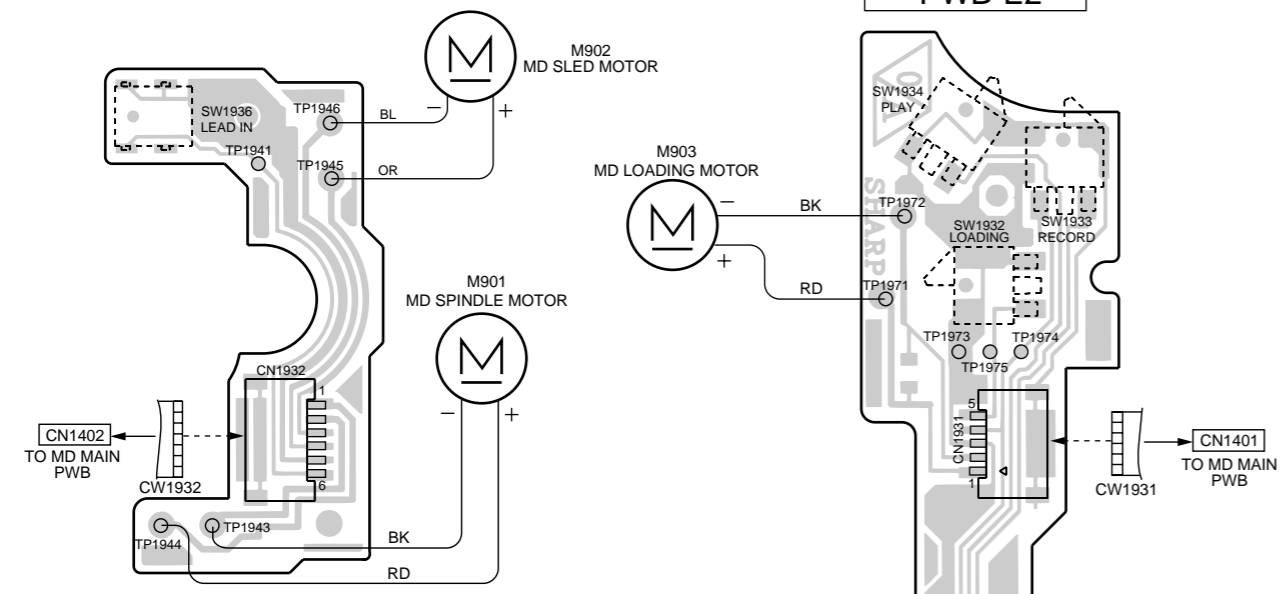 PWB E2
M902
MD SLED MOTOR
M
− +
BL
OR
SW1936
LEAD IN
TP1946
TP1941
TP1945
M901
MD SPINDLE MOTOR
M
− +
CN1932
1
6
CN1402
TO MD MAIN
PWB
CW1932
TP1943
TP1944
BK
RD
M903
MD LOADING MOTOR
M
−
+
BK
RD
SW1934
PLAY
SHARP
TP1972
TP1971
SW1932
LOADING
SW1933
RECORD
TP1973
TP1974
TP1975
5
CN1931
1
CN1401
TO MD MAIN
PWB
CW1931